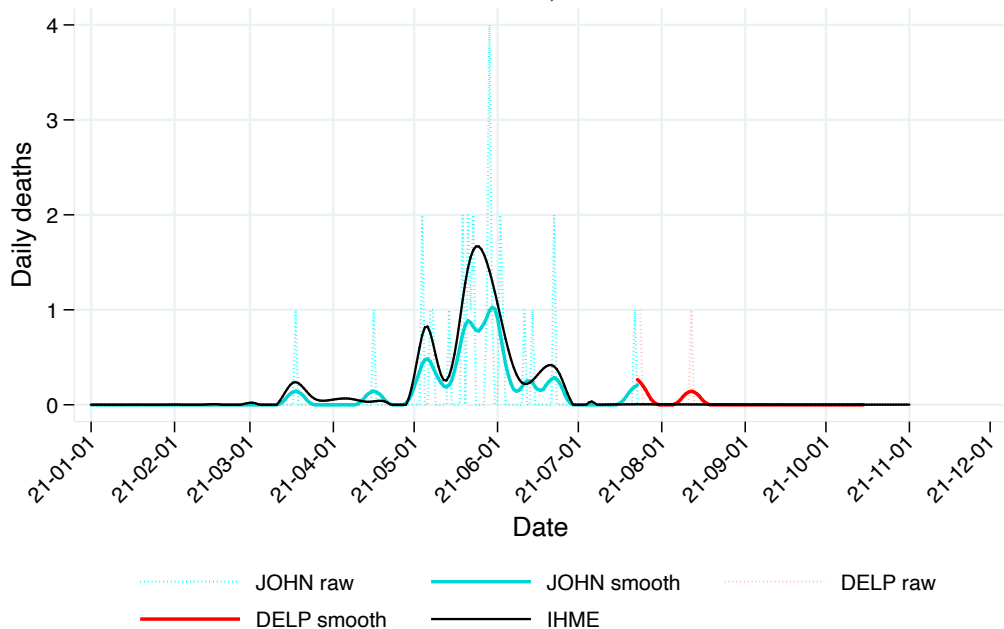 4
3
2
1
0
Daily deaths
21-01-01
21-02-01
21-03-01
21-04-01
21-05-01
21-06-01
21-07-01
21-08-01
21-09-01
21-10-01
21-11-01
21-12-01
Date
JOHN raw
JOHN smooth
DELP raw
DELP smooth
IHME